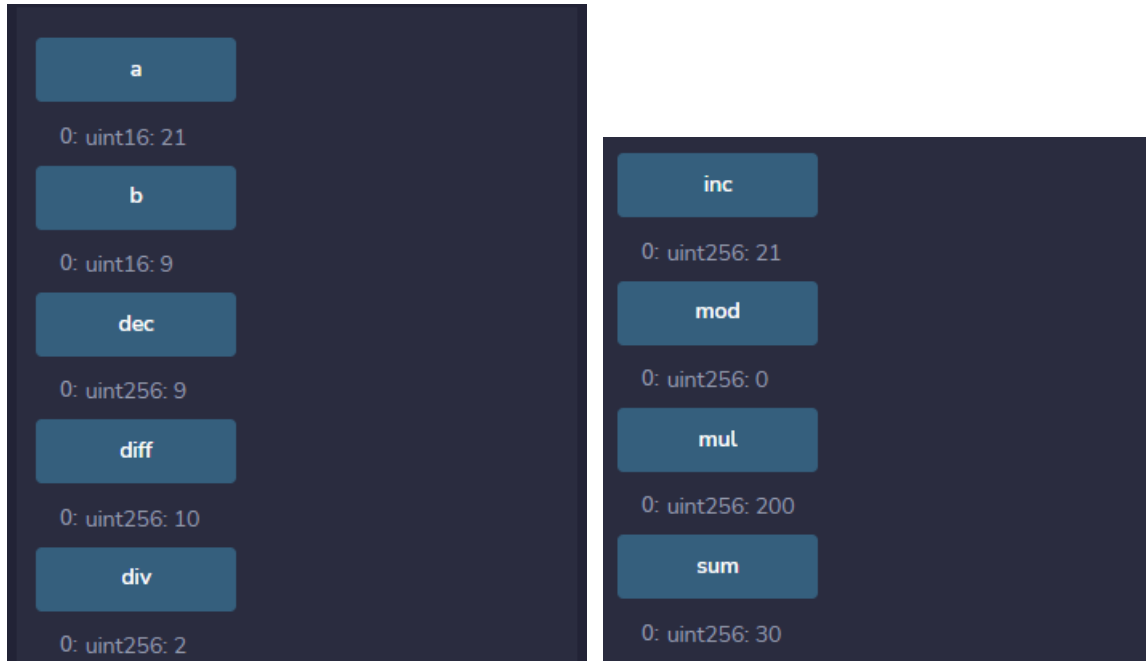 a
0: uint16: 21
b
0: uint16: 9
dec
0: uint256: 9
diff
0: uint256: 10
div
0: uint256: 2
inc
0: uint256: 21
mod
0: uint256: 0
mul
0: uint256: 200
sum
0: uint256: 30